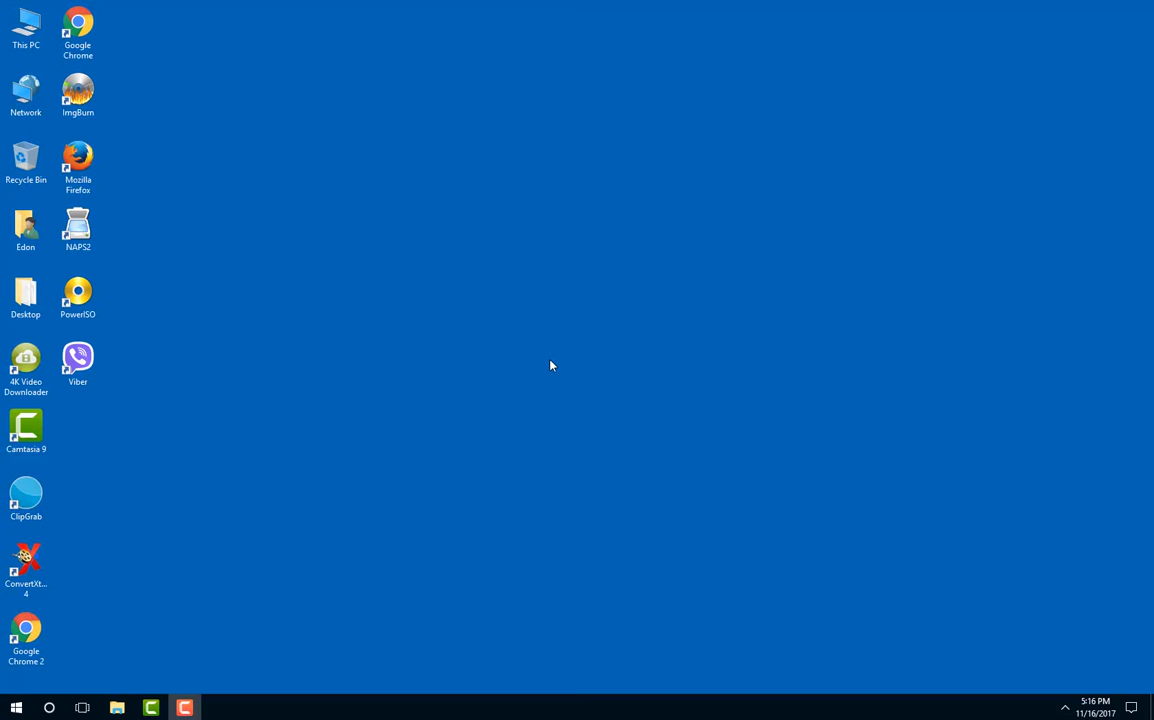 This PC
Google
Chrome
Network
ImgBurn
Recycle Bin
Mozilla
Firefox
Edon
NAPS2
Desktop
PowerISO
4K Video
Downloader
Viber
Camtasia 9
ClipGrab
ConvertXt...
4
Google
Chrome 2
5:16 PM
11/16/2017